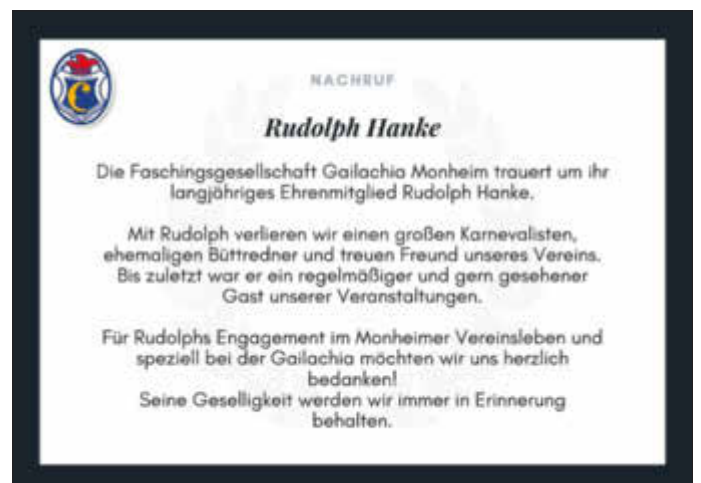 NACHRUF
Rudolph Hanke
Die Faschingsgesellschaft Gailachia Monheim trauert um ihr
langjähriges Ehrenmitglied Rudolph Hanke.
Mit Rudolph verlieren wir einen großen Karnevalisten,
ehemaligen Büttredner und treuen Freund unseres Vereins.
Bis zuletzt war er ein regelmäßiger und gern gesehener
Gast unserer Veranstaltungen.
Für Rudolphs Engagement im Monheimer Vereinsleben und
speziell bei der Gailachia möchten wir uns herzlich
bedanken!
Seine Geselligkeit werden wir immer in Erinnerung
behalten.